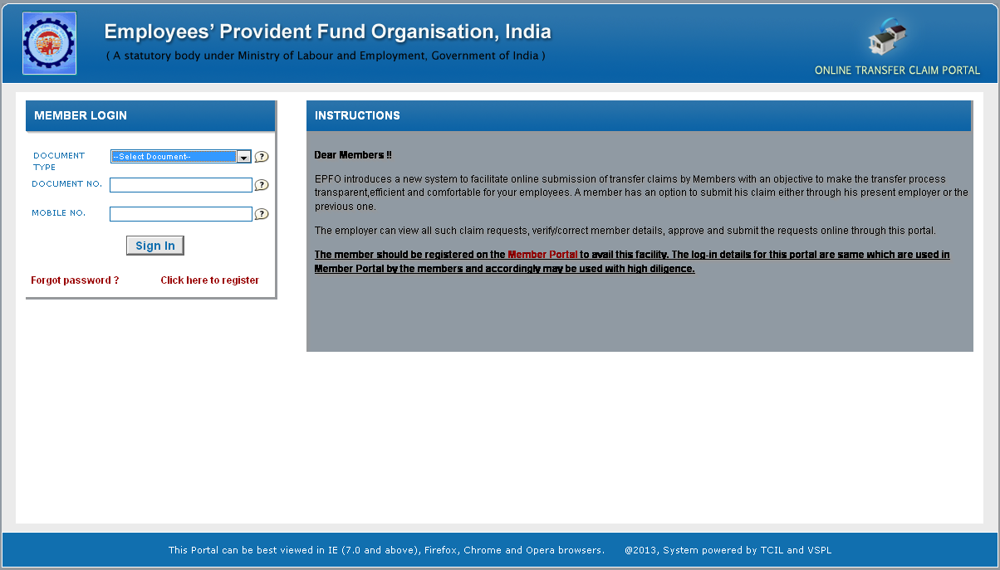 Employees' Provident Fund Organisation, India
( A statutory body under Ministry of Labour and Employment, Government of India )
ONLINE TRANSFER CLAIM PORTAL
MEMBER LOGIN
DOCUMENT
TYPE
--Select Document--
?
DOCUMENT NO.
?
MOBILE NO.
?
Sign In
Forgot password ?
Click here to register
INSTRUCTIONS
Dear Members !!
EPFO introduces a new system to facilitate online submission of transfer claims by Members with an objective to make the transfer process
transparent,efficient and comfortable for your employees. A member has an option to submit his claim either through his present employer or the
previous one.
The employer can view all such claim requests, verify/correct member details, approve and submit the requests online through this portal.
The member should be registered on the Member Portal to avail this facility. The log-in details for this portal are same which are used in
Member Portal by the members and accordingly may be used with high diligence.
This Portal can be best viewed in IE (7.0 and above), Firefox, Chrome and Opera browsers. @2013, System powered by TCIL and VSPL